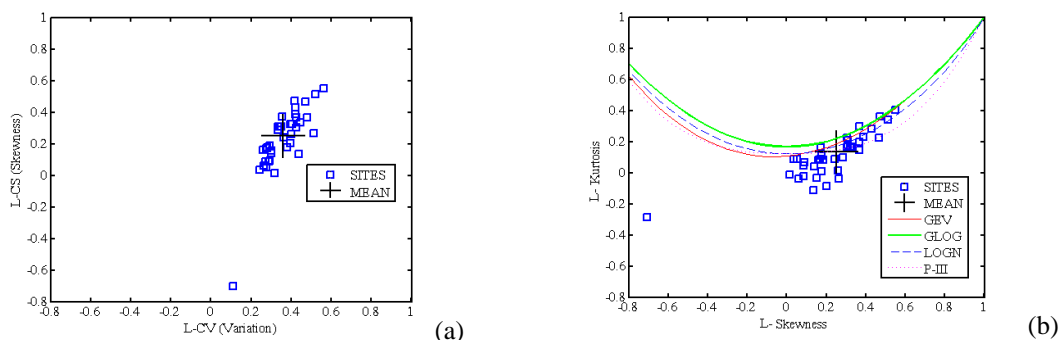 1
0.8
0.6
0.4
0.2
0
-0.2
-0.4
-0.6
-0.8
-0.8 -0.6 -0.4 -0.2 0 0.2 0.4 0.6 0.8 1
L-CS (Skewness)
L-CV (Variation)
SITES
MEAN
(a)
1
0.8
0.6
0.4
0.2
0
-0.2
-0.4
-0.6
-0.8
-0.8 -0.6 -0.4 -0.2 0 0.2 0.4 0.6 0.8 1
L- Kurtosis
L- Skewness
SITES
MEAN
GEV
GLOG
LOGN
P-III
(b)